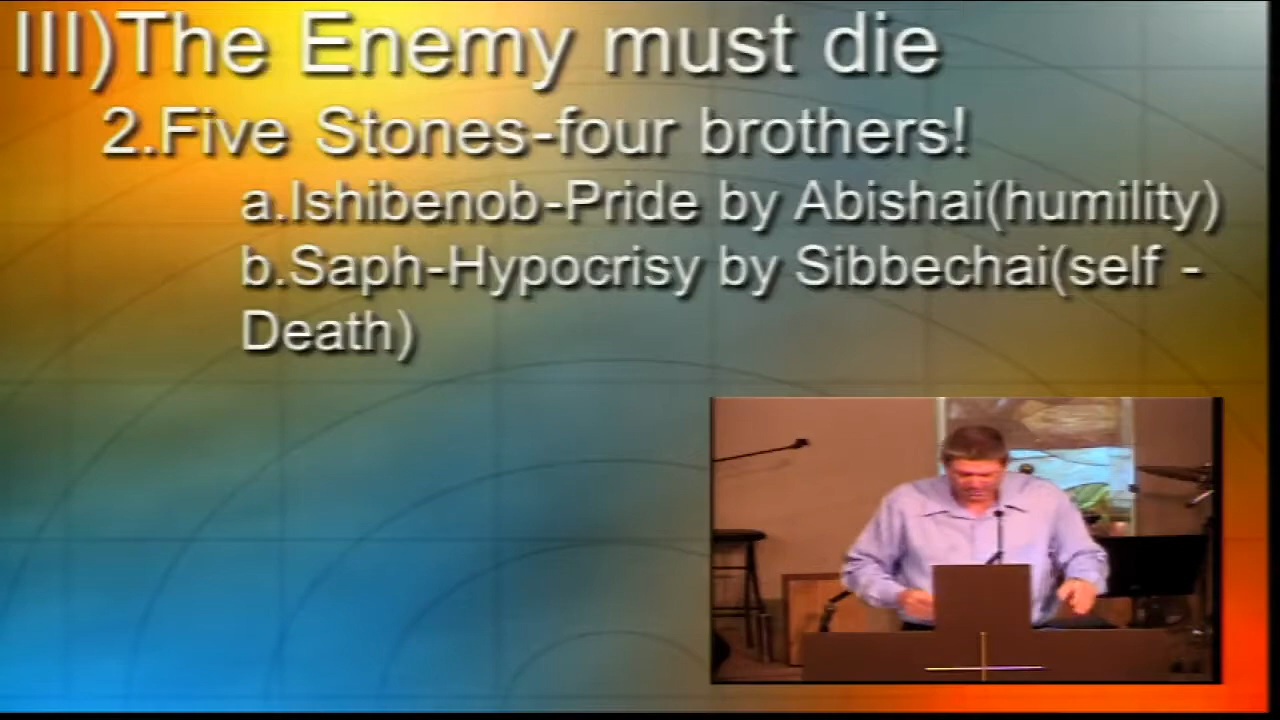 III)The Enemy must die
2.Five Stones-four brothers!
a.Ishibenob-Pride by Abishai(humility)
b.Saph-Hypocrisy by Sibbechai(self -
Death)